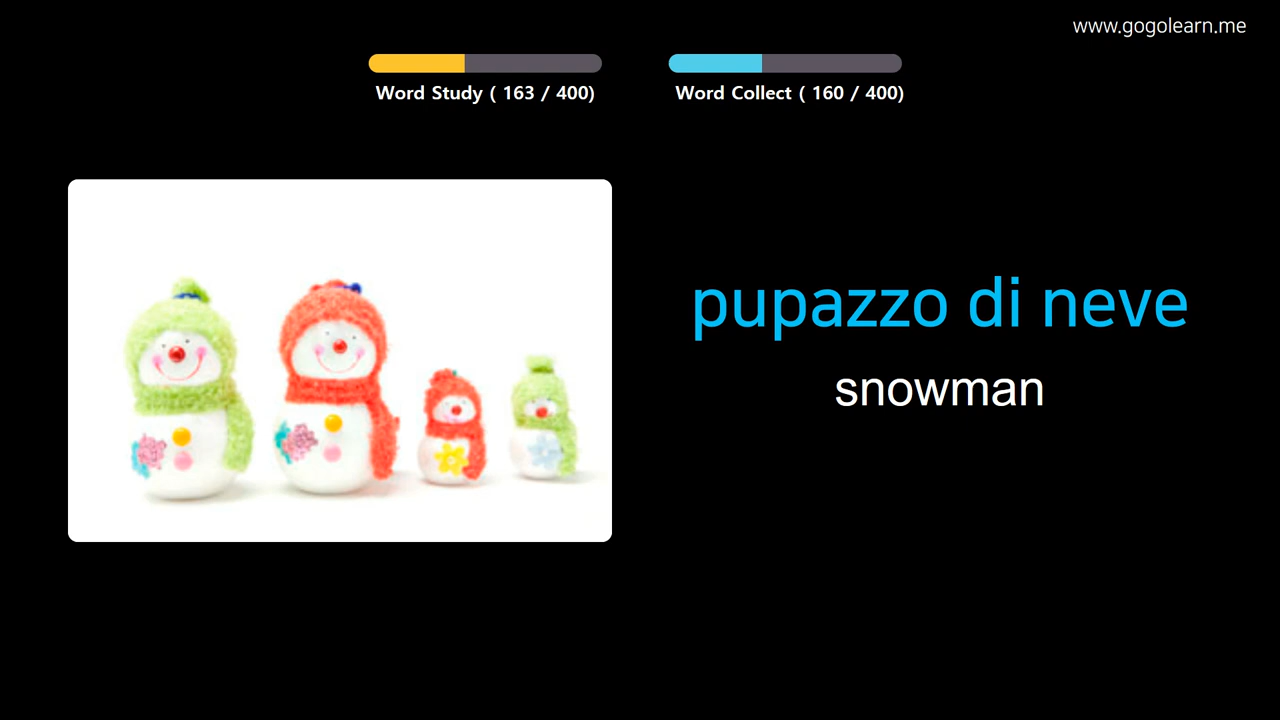 www.gogolearn.me
Word Study ( 163 / 400)
Word Collect ( 160 / 400)
pupazzo di neve
snowman